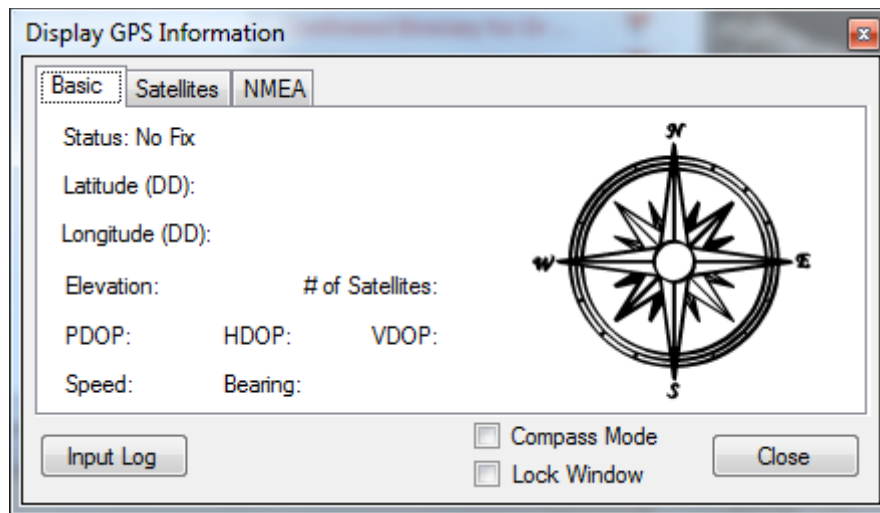 Display GPS Information
Basic Satellites NMEA
Status: No Fix
Latitude (DD):
Longitude (DD):
Elevation: # of Satellites:
PDOP: HDOP: VDOP:
Speed: Bearing:
N
W E
S
Compass Mode
Lock Window
Input Log
Close